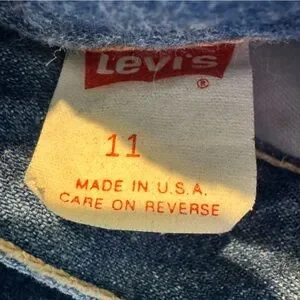 Levi's
®
11
MADE IN U.S.A.
CARE ON REVERSE